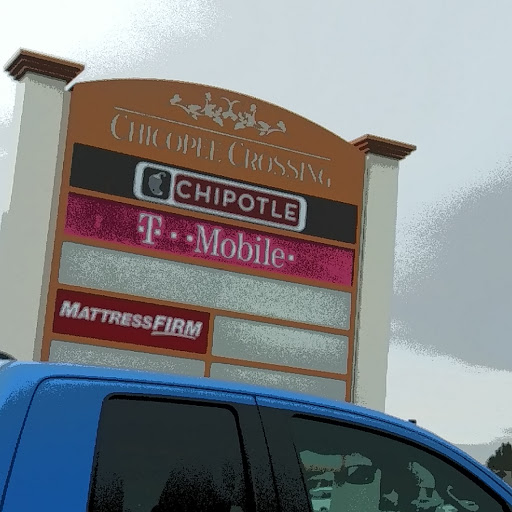 CHICOPEE CROSSING
CHIPOTLE
T-Mobile
MATTRESSFIRM